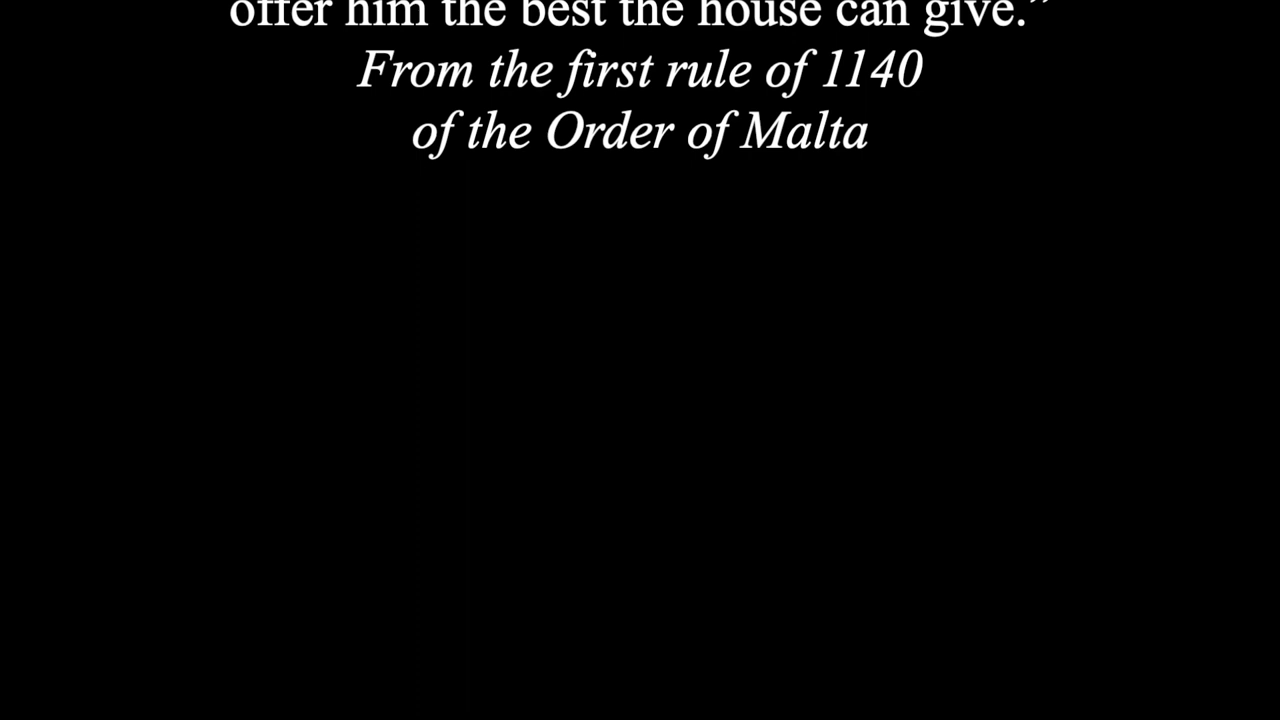 offer him the best the house can give.”
From the first rule of 1140
of the Order of Malta